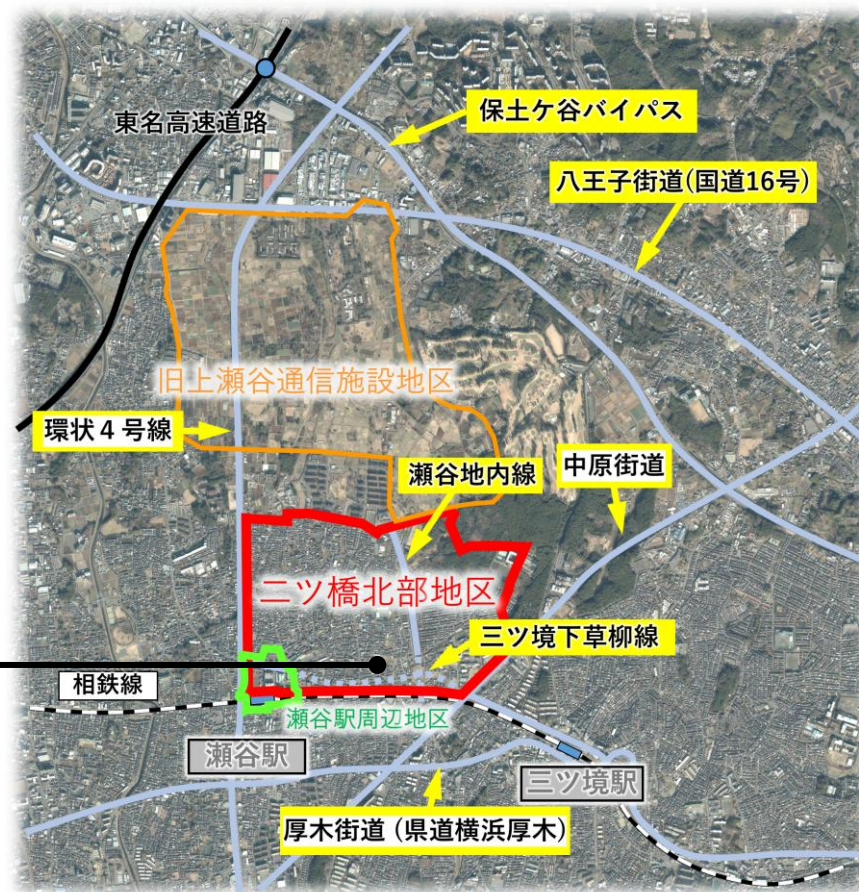 東名高速道路
保土ケ谷バイパス
八王子街道(国道16号)
旧上瀬谷通信施設地区
環状４号線
瀬谷地内線
中原街道
二ツ橋北部地区
三ツ境下草柳線
相鉄線
瀬谷駅周辺地区
瀬谷駅
三ツ境駅
厚木街道 (県道横浜厚木)